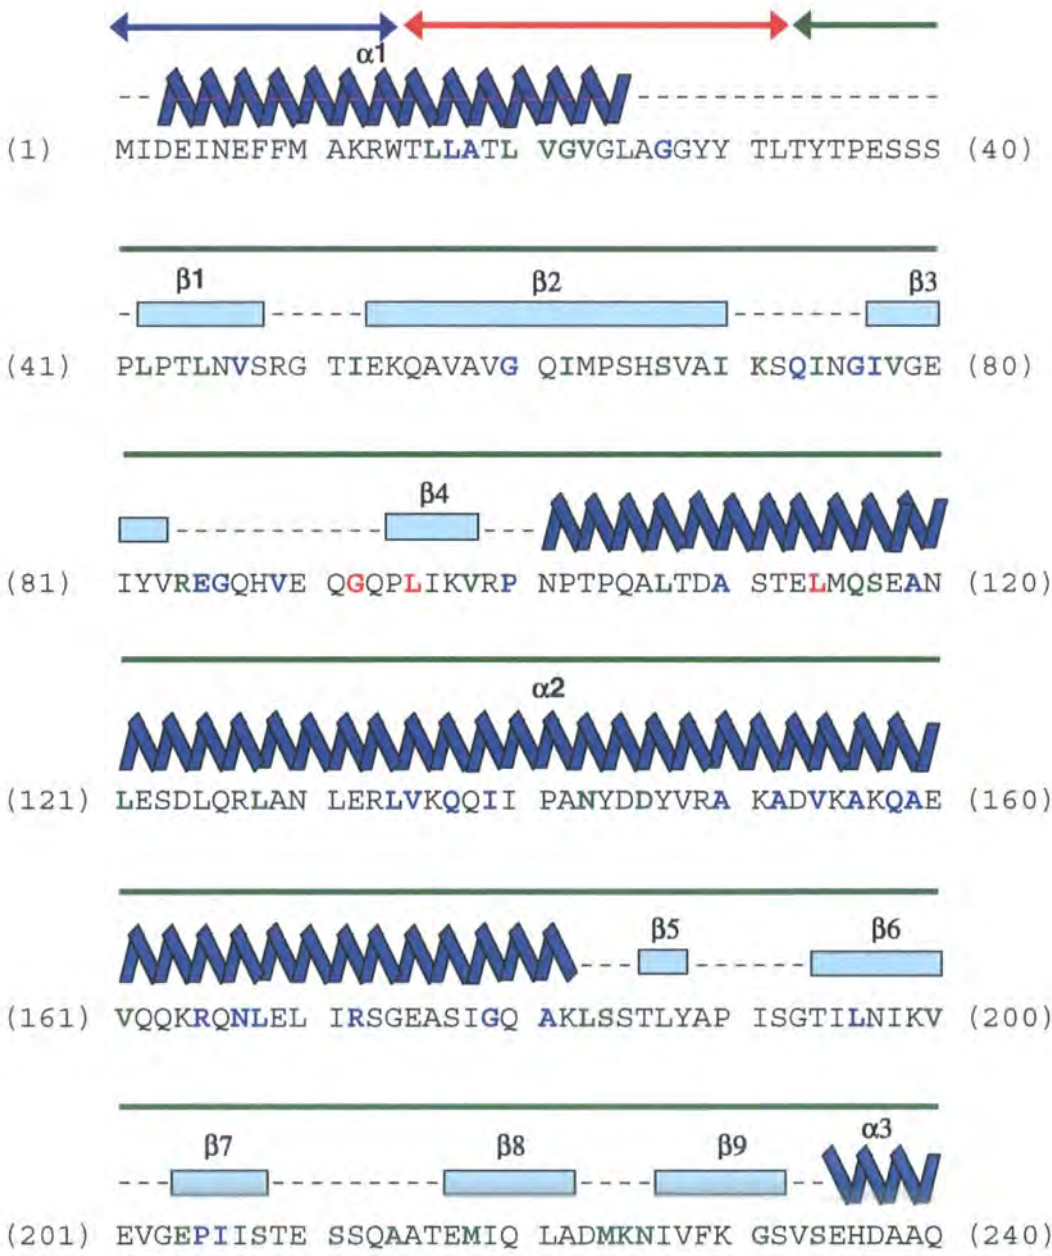 α1
(1) MIDEINEFFM AKRWTLLATL VGVGLAGGYY TLTYTPESSS (40)
β1 β2 β3
(41) PLPTLNVSRG TIEKQAVAVG QIMPSHSVAI KSQINGIVGE (80)
β4
(81) IYVREGQHVE QGQPLIKVRP NPTPQALTDA STELMQSEAN (120)
α2
(121) LESDLQRLAN LERLVKQQII PANYDDYVRA KADVKAKQAE (160)
β5 β6
(161) VQQKRQNLEL IRSGEASIGQ AKLSSTLYAP ISGTILNIKV (200)
β7 β8 β9 α3
(201) EVGEPIISTE SSQAATEMIQ LADMKNIVFK GSVSEHDAAQ (240)